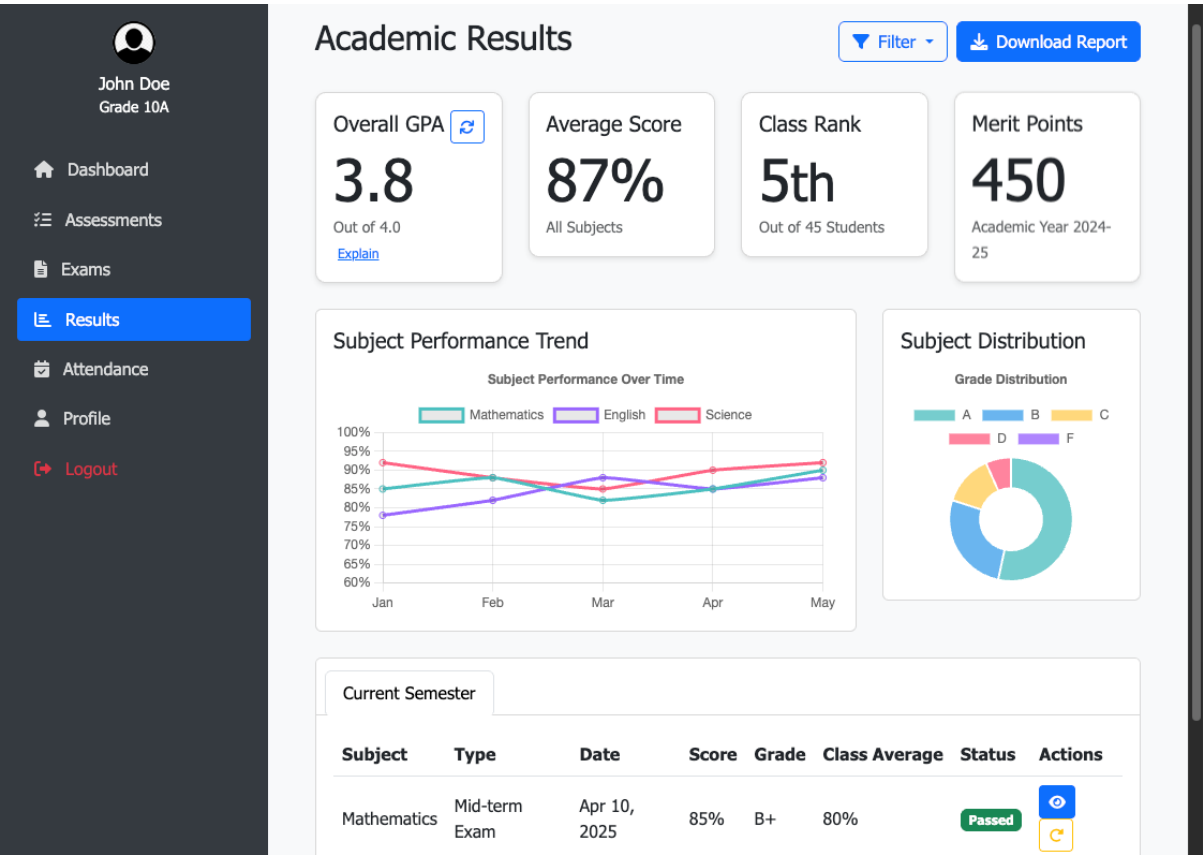 John Doe
Grade 10A
Dashboard
Assessments
Exams
Results
Attendance
Profile
Logout
Academic Results
Filter
Download Report
Overall GPA
3.8
Out of 4.0
Explain
Average Score
87%
All Subjects
Class Rank
5th
Out of 45 Students
Merit Points
450
Academic Year 2024-
25
Subject Performance Trend
Subject Performance Over Time
Mathematics English Science
100%
95%
90%
85%
80%
75%
70%
65%
60%
Jan Feb Mar Apr May
Subject Distribution
Grade Distribution
A B C
D F
Current Semester
Subject Type Date Score Grade Class Average Status Actions
Mathematics Mid-term Exam Apr 10, 2025 85% B+ 80% Passed